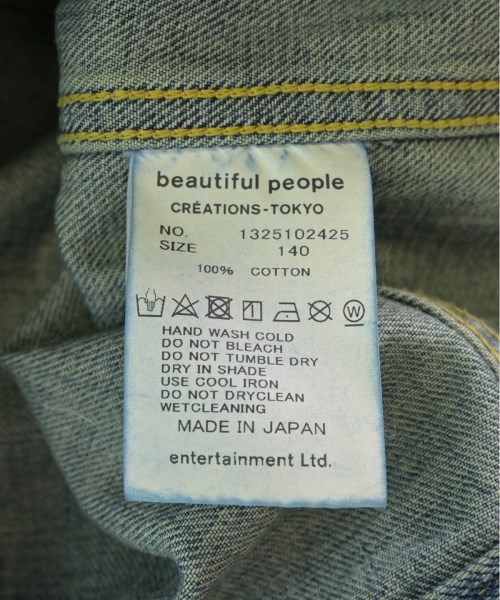 beautiful people
CRÉATIONS-TOKYO
NO. 1325102425
SIZE 140
100% COTTON
W
HAND WASH COLD
DO NOT BLEACH
DO NOT TUMBLE DRY
DRY IN SHADE
USE COOL IRON
DO NOT DRYCLEAN
WETCLEANING
MADE IN JAPAN
entertainment Ltd.